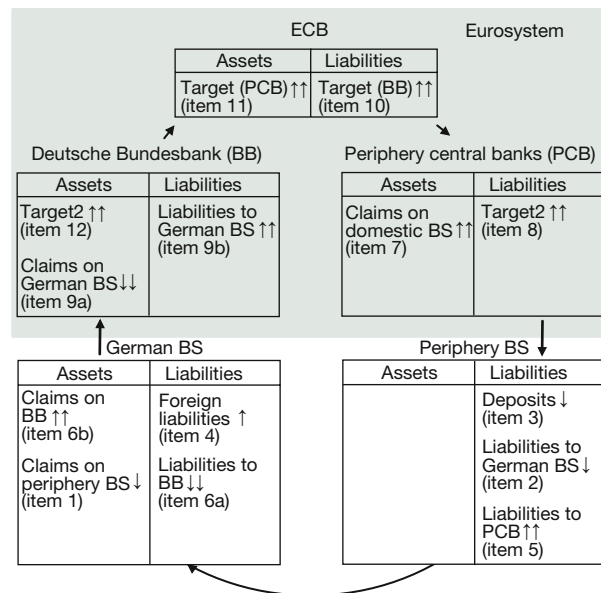 ECB
Eurosystem
Assets
Liabilities
Target (PCB)↑↑
(item 11)
Target (BB)↑↑
(item 10)
Deutsche Bundesbank (BB)
Assets
Liabilities
Target2 ↑↑
(item 12)
Claims on
German BS↓↓
(item 9a)
Liabilities to
German BS↑↑
(item 9b)
Periphery central banks (PCB)
Assets
Liabilities
Claims on
domestic BS↑↑
(item 7)
Target2 ↑↑
(item 8)
German BS
Assets
Liabilities
Claims on
BB ↑↑
(item 6b)
Claims on
periphery BS↓
(item 1)
Foreign
liabilities ↑
(item 4)
Liabilities to
BB↓↓
(item 6a)
Periphery BS
Assets
Liabilities
Deposits↓
(item 3)
Liabilities to
German BS↓
(item 2)
Liabilities to
PCB↑↑
(item 5)